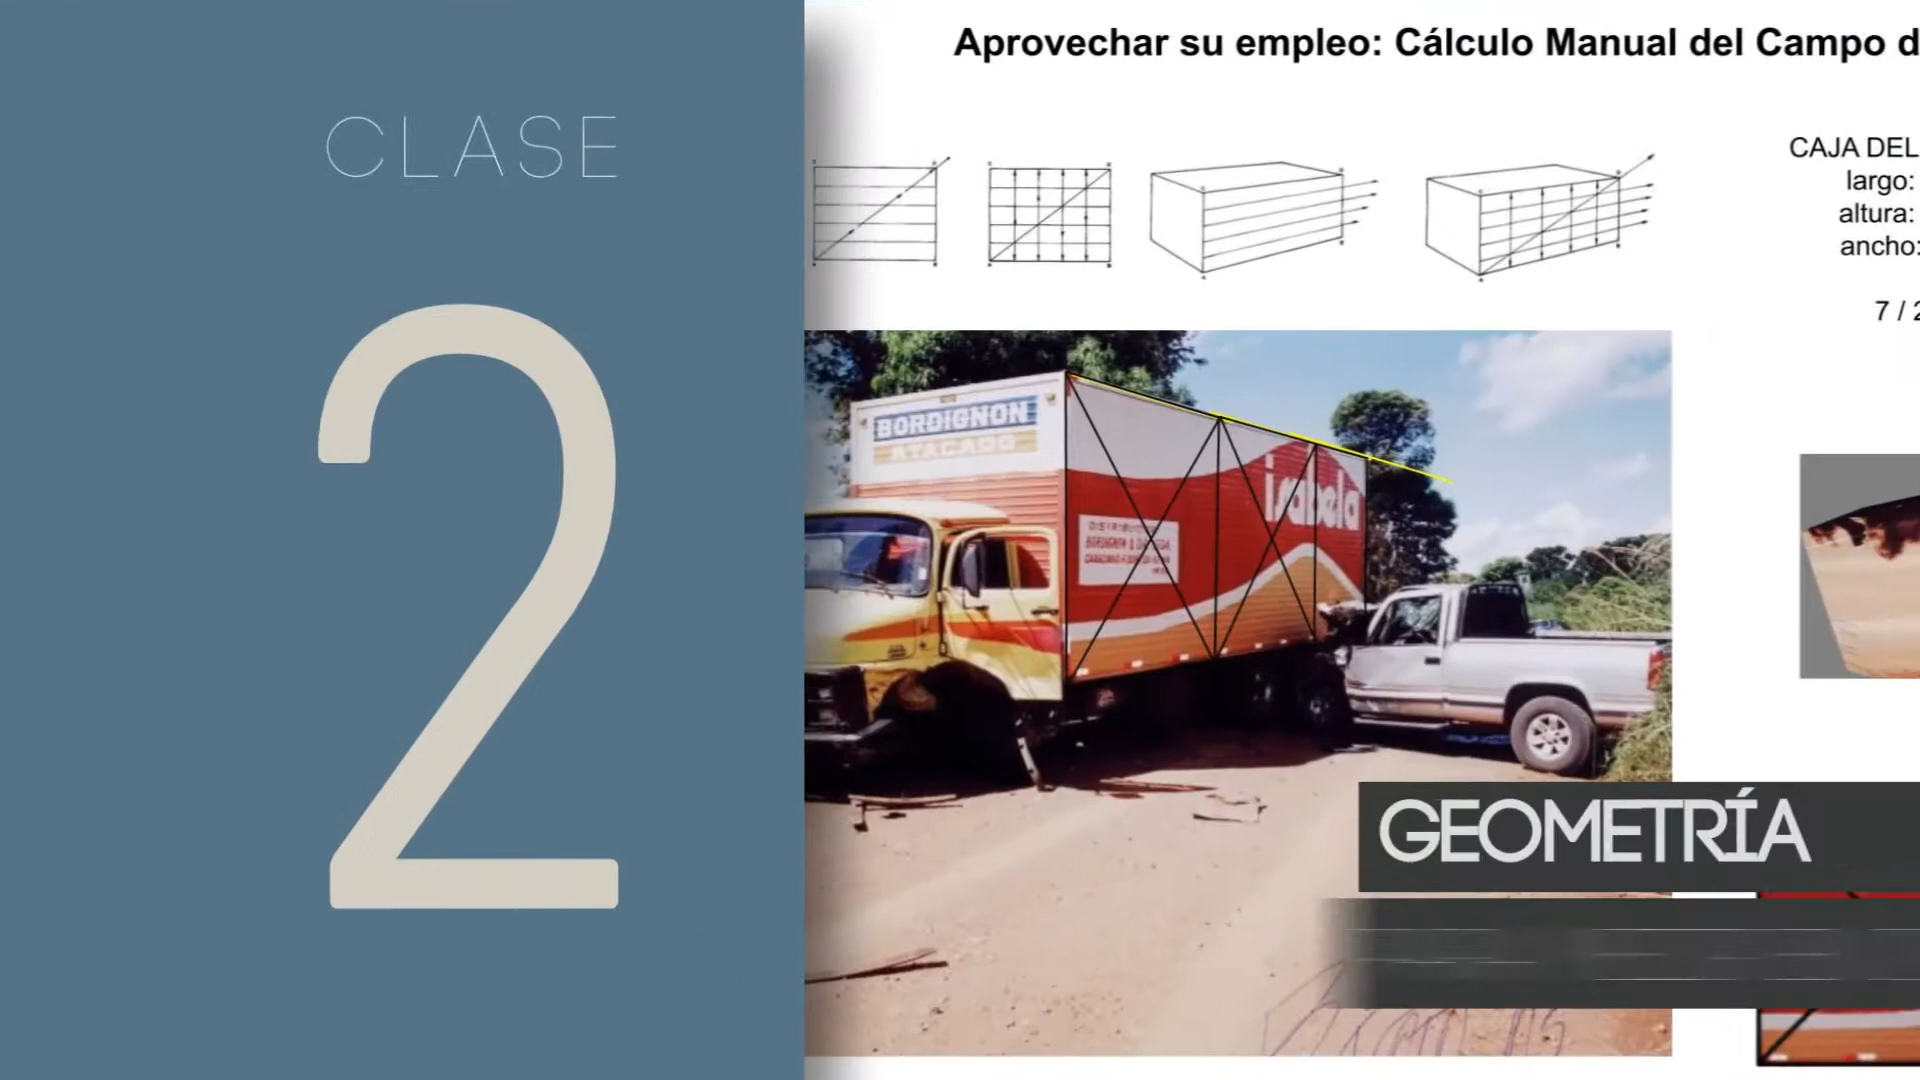 CLASE
2
Aprovechar su empleo: Cálculo Manual del Campo d
CAJA DEL
largo:
altura:
ancho:
7 / 2
BORDIGNON
ATACADO
isabela
GEOMETRÍA